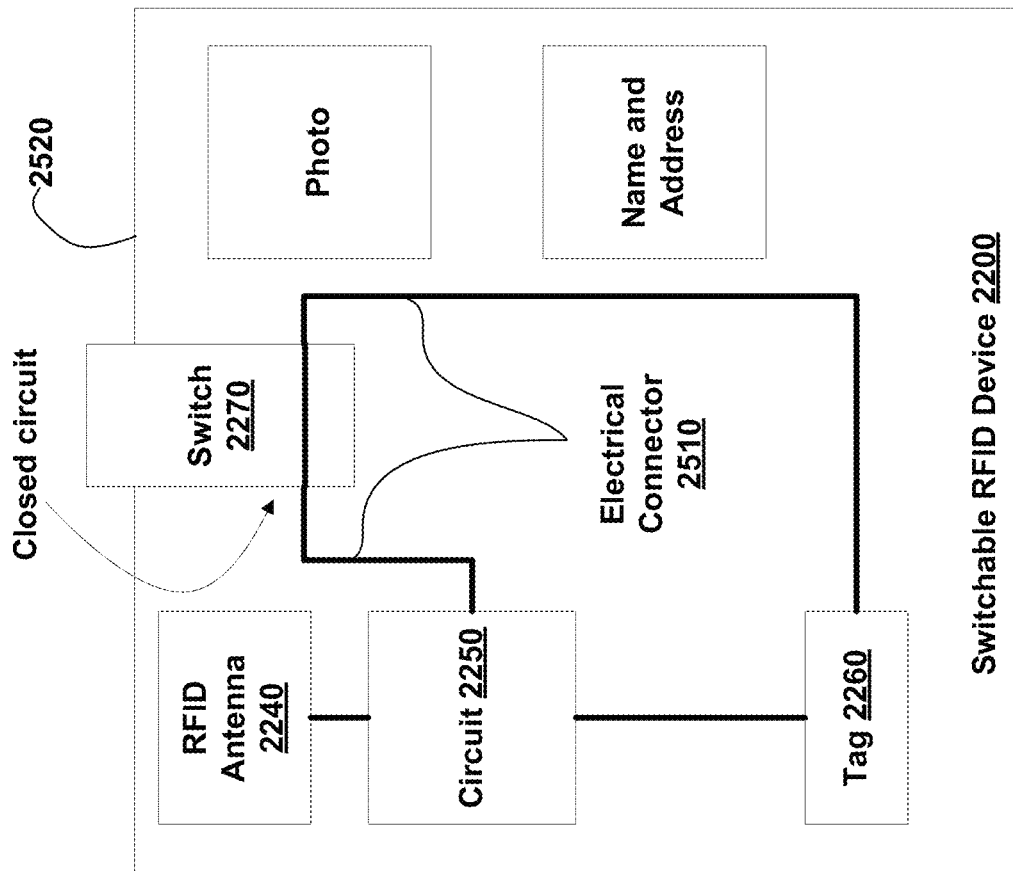 2520
Closed circuit
Switch
2270
Photo
Name and
Address
RFID
Antenna
2240
Circuit 2250
Electrical
Connector
2510
Tag 2260
Switchable RFID Device 2200